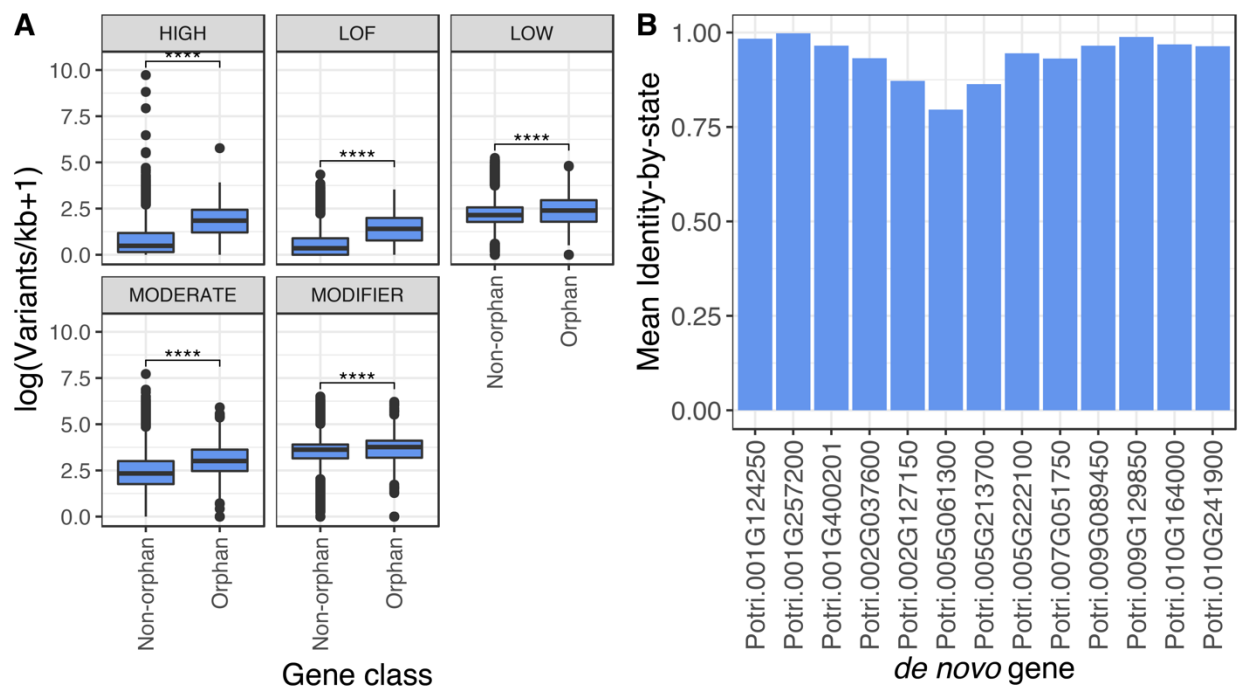 A
HIGH
LOF
LOW
****
****
****
10.0
7.5
5.0
2.5
0.0
Non-orphan
Orphan
MODERATE
MODIFIER
****
****
10.0
7.5
5.0
2.5
0.0
Non-orphan
Orphan
Non-orphan
Orphan
log(Variants/kb+1)
Gene class
B
1.00
0.75
0.50
0.25
0.00
Mean Identity-by-state
Potri.001G124250
Potri.001G257200
Potri.001G400201
Potri.002G037600
Potri.002G127150
Potri.005G061300
Potri.005G213700
Potri.005G222100
Potri.007G051750
Potri.009G089450
Potri.009G129850
Potri.010G164000
Potri.010G241900
de novo gene